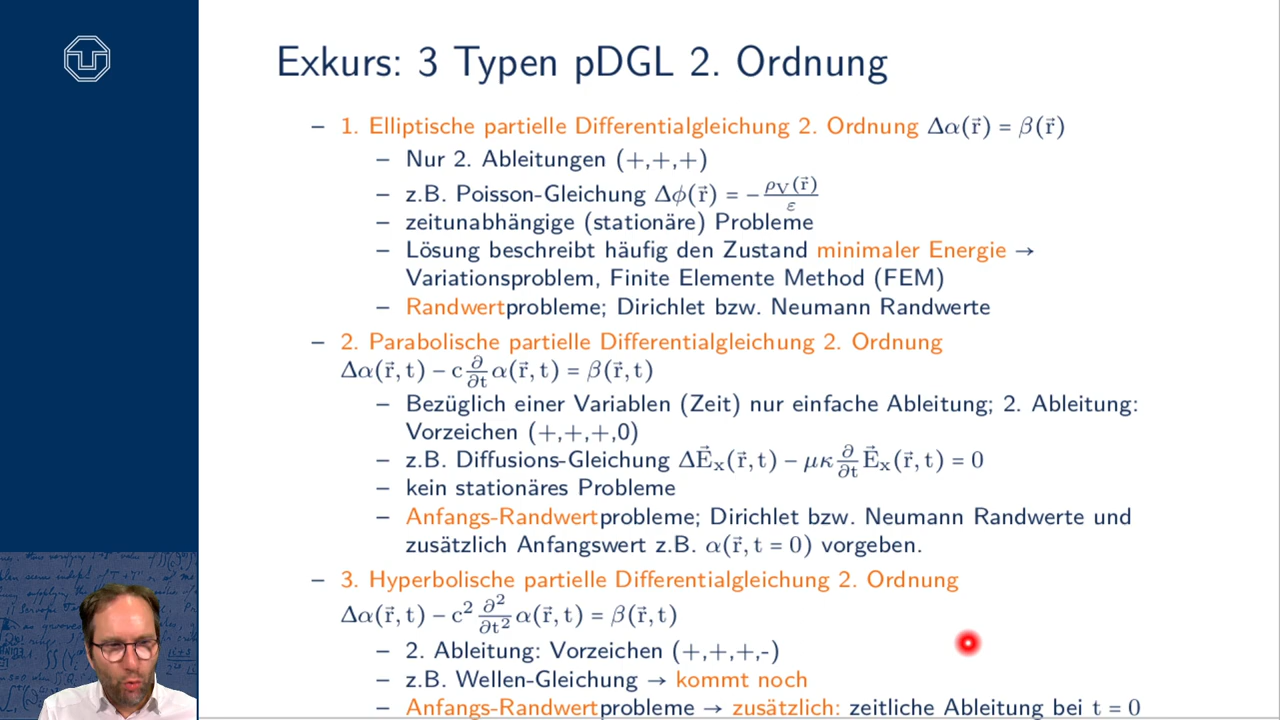 Exkurs: 3 Typen pDGL 2. Ordnung
– 1. Elliptische partielle Differentialgleichung 2. Ordnung Δα(r⃗) = β(r⃗)
– Nur 2. Ableitungen (+,+,+)
– z.B. Poisson-Gleichung Δϕ(r⃗) = −ρV(r⃗)/ε
– zeitunabhängige (stationäre) Probleme
– Lösung beschreibt häufig den Zustand minimaler Energie →
Variationsproblem, Finite Elemente Method (FEM)
– Randwertprobleme; Dirichlet bzw. Neumann Randwerte
– 2. Parabolische partielle Differentialgleichung 2. Ordnung
Δα(r⃗, t) − c ∂/∂t α(r⃗, t) = β(r⃗, t)
– Bezüglich einer Variablen (Zeit) nur einfache Ableitung; 2. Ableitung:
Vorzeichen (+,+,+,0)
– z.B. Diffusions-Gleichung ΔE⃗x(r⃗, t) − μκ ∂/∂t E⃗x(r⃗, t) = 0
– kein stationäres Probleme
– Anfangs-Randwertprobleme; Dirichlet bzw. Neumann Randwerte und
zusätzlich Anfangswert z.B. α(r⃗, t = 0) vorgeben.
– 3. Hyperbolische partielle Differentialgleichung 2. Ordnung
Δα(r⃗, t) − c² ∂²/∂t² α(r⃗, t) = β(r⃗, t)
– 2. Ableitung: Vorzeichen (+,+,+,-)
– z.B. Wellen-Gleichung → kommt noch
– Anfangs-Randwertprobleme → zusätzlich: zeitliche Ableitung bei t = 0